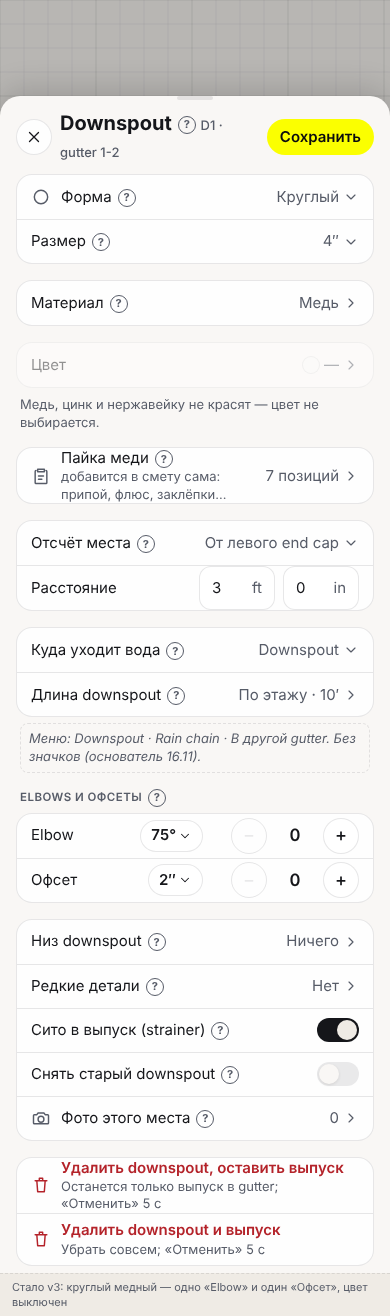 Downspout ? D1 ·
gutter 1-2
Сохранить
Форма ? Круглый
Размер ? 4″
Материал ? Медь
Цвет —
Медь, цинк и нержавейку не красят — цвет не
выбирается.
Пайка меди ?
добавится в смету сама:
припой, флюс, заклёпки...
7 позиций
Отсчёт места ? От левого end cap
Расстояние 3 ft 0 in
Куда уходит вода ? Downspout
Длина downspout ? По этажу · 10′
Меню: Downspout · Rain chain · В другой gutter. Без
значков (основатель 16.11).
ELBOWS И ОФСЕТЫ ?
Elbow 75° − 0 +
Офсет 2″ − 0 +
Низ downspout ? Ничего
Редкие детали ? Нет
Сито в выпуск (strainer) ?
Снять старый downspout ?
Фото этого места ? 0
Удалить downspout, оставить выпуск
Останется только выпуск в gutter;
«Отменить» 5 с
Удалить downspout и выпуск
Убрать совсем; «Отменить» 5 с
Стало v3: круглый медный — одно «Elbow» и один «Офсет», цвет
выключен